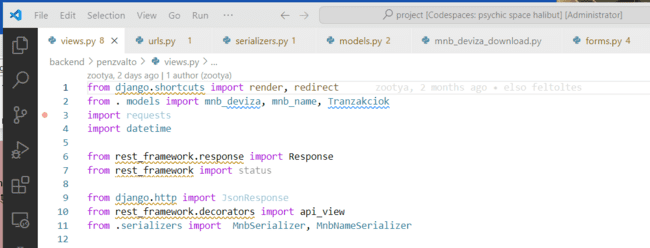 File Edit Selection View Go ... project [Codespaces: psychic space halibut] [Administrator]
views.py 8 urls.py 1 serializers.py 1 models.py 2 mnb_deviza_download.py forms.py 4
backend > penzvalto > views.py > ...
zootya, 2 days ago | 1 author (zootya)
1 from django.shortcuts import render, redirect zootya, 2 months ago • elso feltoltes
2 from . models import mnb_deviza, mnb_name, Tranzakciok
3 import requests
4 import datetime
5
6 from rest_framework.response import Response
7 from rest_framework import status
8
9 from django.http import JsonResponse
10 from rest_framework.decorators import api_view
11 from .serializers import MnbSerializer, MnbNameSerializer
12